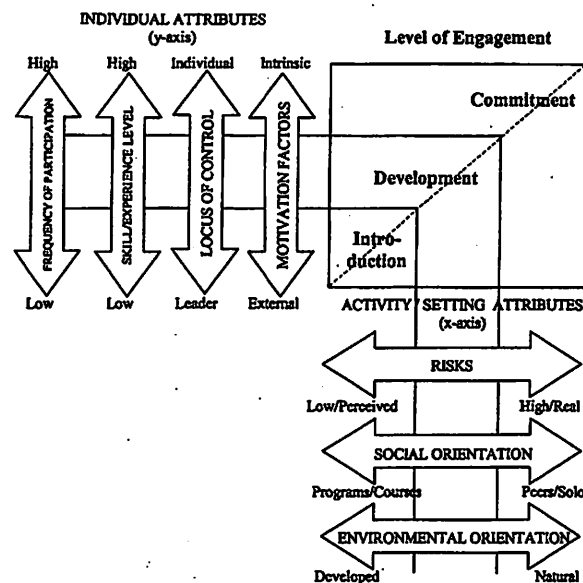 INDIVIDUAL ATTRIBUTES
(y-axis)
High High Individual Intrinsic
FREQUENCY OF PARTICIPATION
SKILL/EXPERIENCE LEVEL
LOCUS OF CONTROL
MOTIVATION FACTORS
Low Low Leader External
Level of Engagement
Commitment
Development
Intro-
duction
ACTIVITY/SETTING ATTRIBUTES
(x-axis)
RISKS
Low/Perceived High/Real
SOCIAL ORIENTATION
Programs/Courses Peers/Solo
ENVIRONMENTAL ORIENTATION
Developed Natural